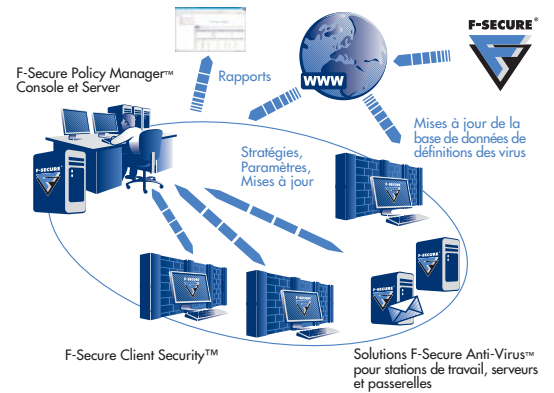 F-SECURE®
F-Secure Policy Manager™
Console et Server
Rapports
WWW
Mises à jour de la
base de données de
définitions des virus
Stratégies,
Paramètres,
Mises à jour
F-SECURE
F-SECURE
F-SECURE
F-SECURE
F-SECURE
F-SECURE
F-Secure Client Security™
Solutions F-Secure Anti-Virus™
pour stations de travail, serveurs
et passerelles